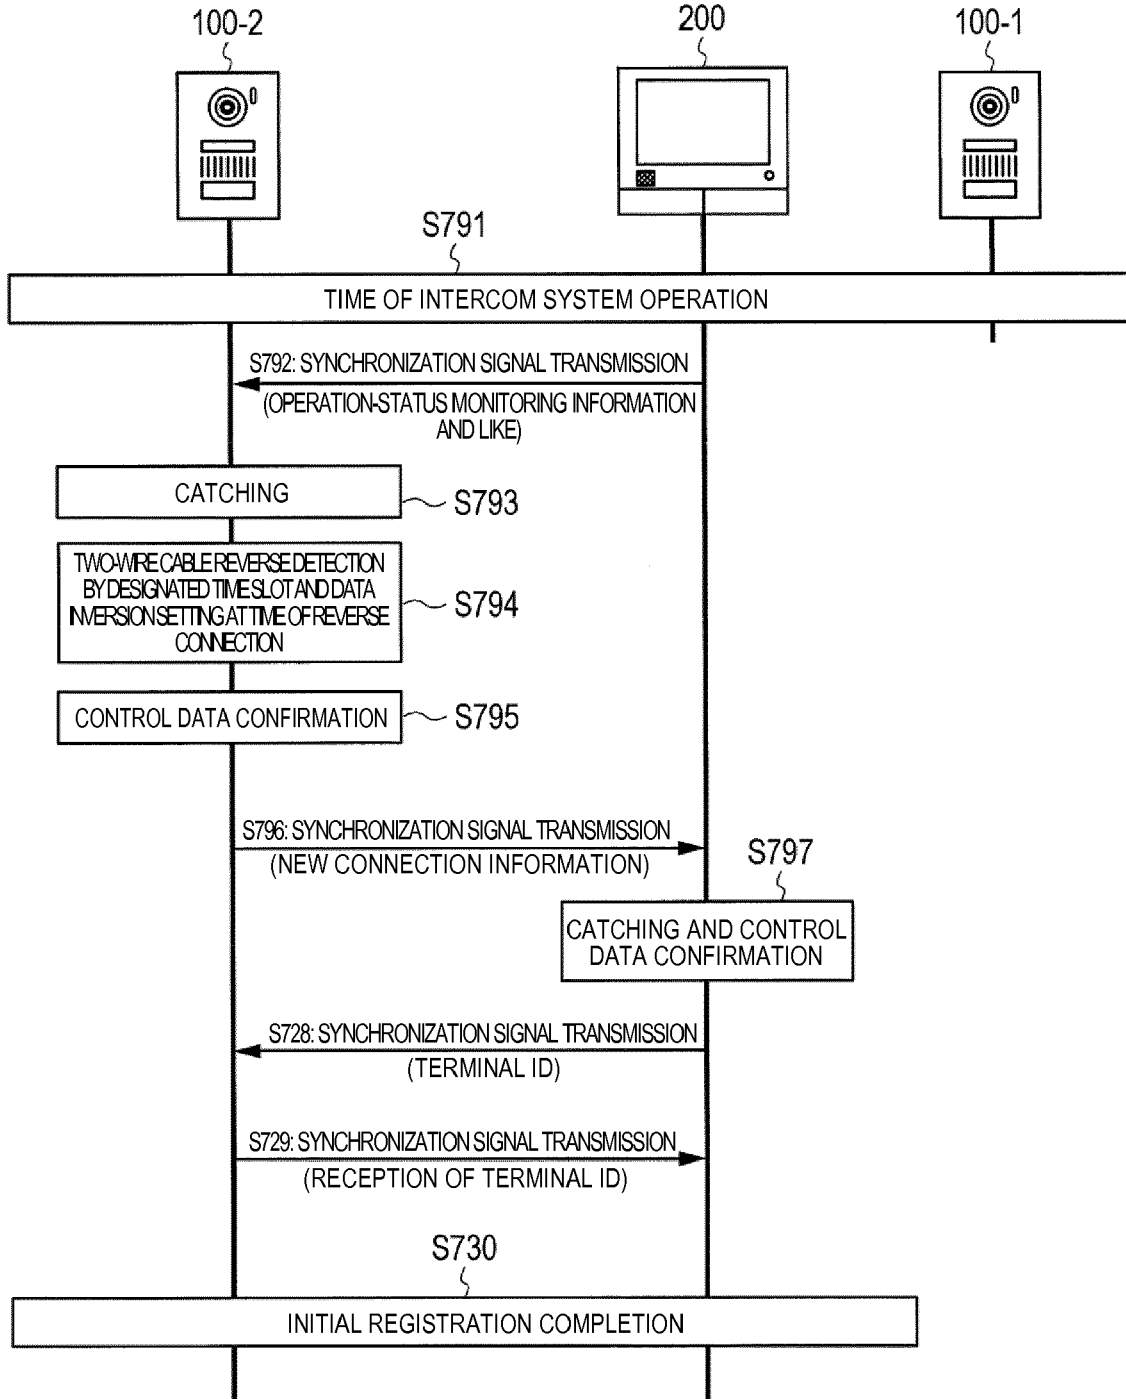 100-2
200
100-1
S791
TIME OF INTERCOM SYSTEM OPERATION
S792: SYNCHRONIZATION SIGNAL TRANSMISSION
(OPERATION-STATUS MONITORING INFORMATION
AND LIKE)
CATCHING
S793
TWO-WIRE CABLE REVERSE DETECTION
BY DESIGNATED TIME SLOT AND DATA
INVERSION SETTING AT TIME OF REVERSE
CONNECTION
S794
CONTROL DATA CONFIRMATION
S795
S796: SYNCHRONIZATION SIGNAL TRANSMISSION
(NEW CONNECTION INFORMATION)
S797
CATCHING AND CONTROL
DATA CONFIRMATION
S728: SYNCHRONIZATION SIGNAL TRANSMISSION
(TERMINAL ID)
S729: SYNCHRONIZATION SIGNAL TRANSMISSION
(RECEPTION OF TERMINAL ID)
S730
INITIAL REGISTRATION COMPLETION